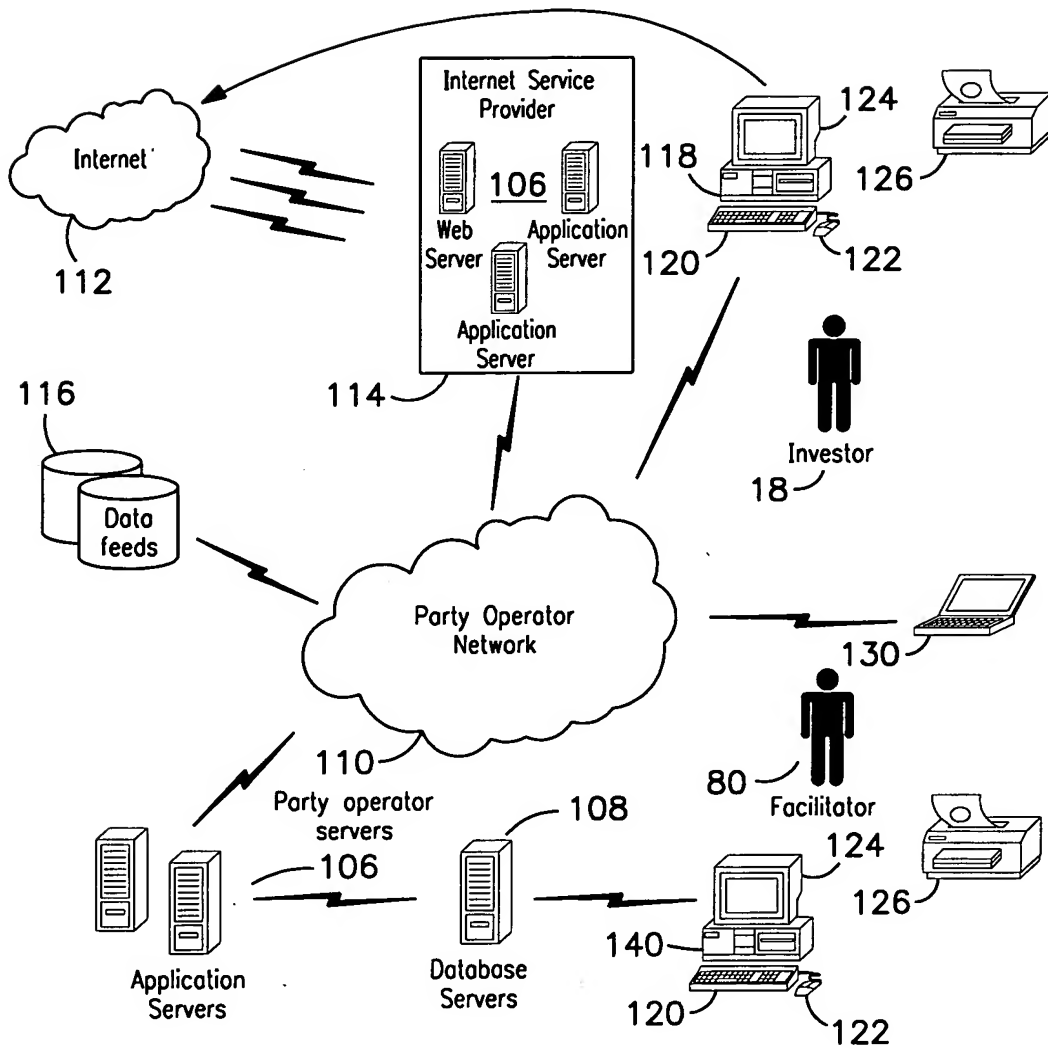 Internet Service
Provider
124
Internet
118
106
126
Web
Server
Application
Server
120
122
112
Application
Server
116
114
Investor
18
Data
feeds
Party Operator
Network
130
110
80
Facilitator
Party operator
servers
108
124
106
126
140
Application
Servers
Database
Servers
120
122